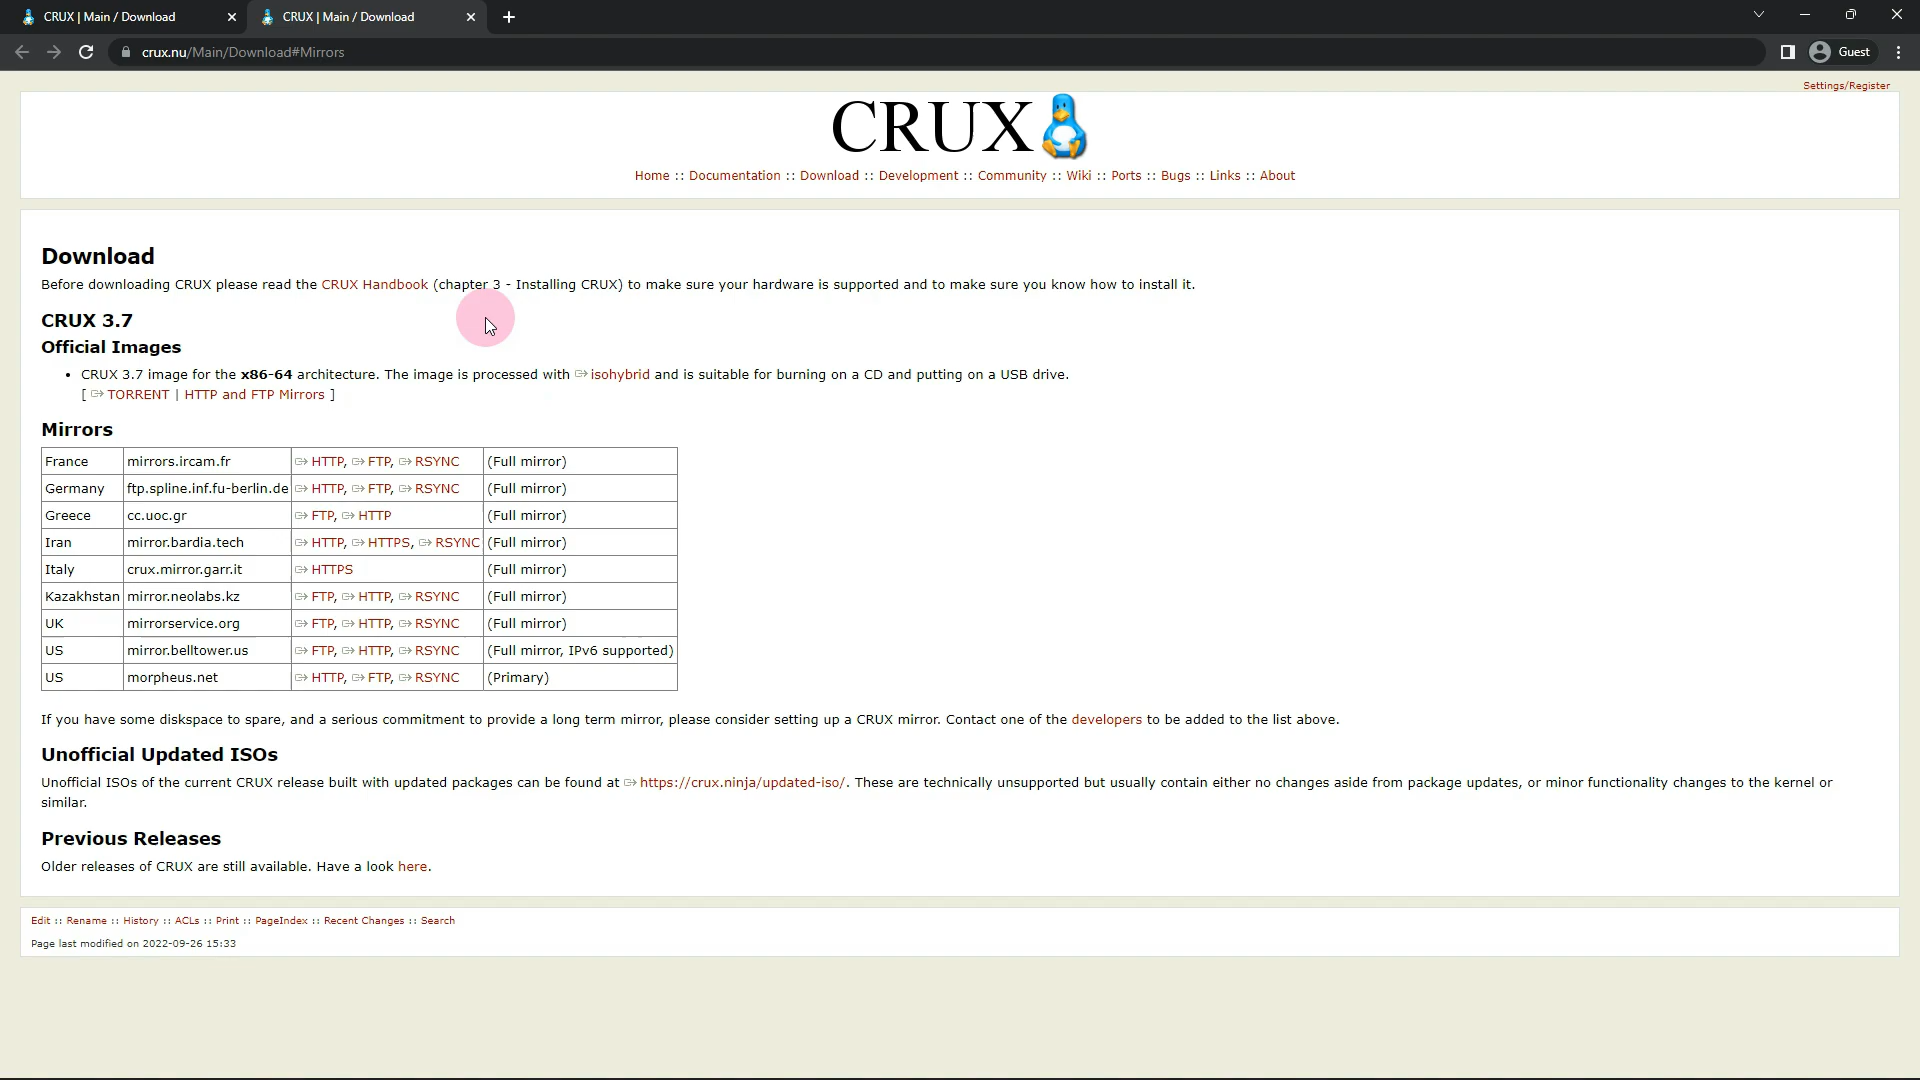 CRUX | Main / Download
CRUX | Main / Download
crux.nu/Main/Download#Mirrors
Guest
Settings/Register
CRUX
Home :: Documentation :: Download :: Development :: Community :: Wiki :: Ports :: Bugs :: Links :: About
Download
Before downloading CRUX please read the CRUX Handbook (chapter 3 - Installing CRUX) to make sure your hardware is supported and to make sure you know how to install it.
CRUX 3.7
Official Images
• CRUX 3.7 image for the x86-64 architecture. The image is processed with isohybrid and is suitable for burning on a CD and putting on a USB drive.
[ TORRENT | HTTP and FTP Mirrors ]
Mirrors
France mirrors.ircam.fr HTTP, FTP, RSYNC (Full mirror)
Germany ftp.spline.inf.fu-berlin.de HTTP, FTP, RSYNC (Full mirror)
Greece cc.uoc.gr FTP, HTTP (Full mirror)
Iran mirror.bardia.tech HTTP, HTTPS, RSYNC (Full mirror)
Italy crux.mirror.garr.it HTTPS (Full mirror)
Kazakhstan mirror.neolabs.kz FTP, HTTP, RSYNC (Full mirror)
UK mirrorservice.org FTP, HTTP, RSYNC (Full mirror)
US mirror.belltower.us FTP, HTTP, RSYNC (Full mirror, IPv6 supported)
US morpheus.net HTTP, FTP, RSYNC (Primary)
If you have some diskspace to spare, and a serious commitment to provide a long term mirror, please consider setting up a CRUX mirror. Contact one of the developers to be added to the list above.
Unofficial Updated ISOs
Unofficial ISOs of the current CRUX release built with updated packages can be found at https://crux.ninja/updated-iso/. These are technically unsupported but usually contain either no changes aside from package updates, or minor functionality changes to the kernel or
similar.
Previous Releases
Older releases of CRUX are still available. Have a look here.
Edit :: Rename :: History :: ACLs :: Print :: PageIndex :: Recent Changes :: Search
Page last modified on 2022-09-26 15:33